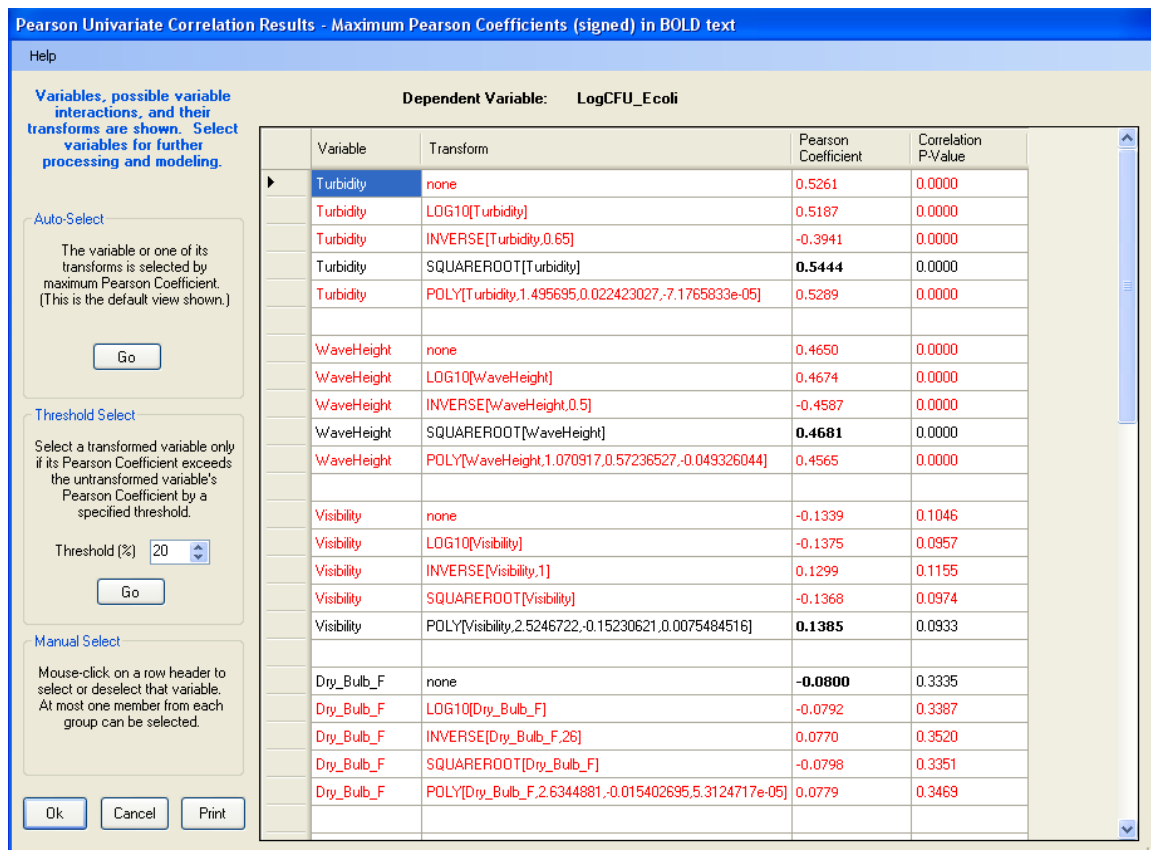 Pearson Univariate Correlation Results - Maximum Pearson Coefficients (signed) in BOLD text
Help
Variables, possible variable
interactions, and their
transforms are shown. Select
variables for further
processing and modeling.
Auto-Select
The variable or one of its
transforms is selected by
maximum Pearson Coefficient.
(This is the default view shown.)
Go
Threshold Select
Select a transformed variable only
if its Pearson Coefficient exceeds
the untransformed variable's
Pearson Coefficient by a
specified threshold.
Threshold (%) 20
Go
Manual Select
Mouse-click on a row header to
select or deselect that variable.
At most one member from each
group can be selected.
Ok Cancel Print
Dependent Variable: LogCFU_Ecoli
Variable Transform Pearson Coefficient Correlation P-Value
Turbidity none 0.5261 0.0000
Turbidity LOG10[Turbidity] 0.5187 0.0000
Turbidity INVERSE[Turbidity,0.65] -0.3941 0.0000
Turbidity SQUAREROOT[Turbidity] 0.5444 0.0000
Turbidity POLY[Turbidity,1.495695,0.022423027,-7.1765833e-05] 0.5289 0.0000
WaveHeight none 0.4650 0.0000
WaveHeight LOG10[WaveHeight] 0.4674 0.0000
WaveHeight INVERSE[WaveHeight,0.5] -0.4587 0.0000
WaveHeight SQUAREROOT[WaveHeight] 0.4681 0.0000
WaveHeight POLY[WaveHeight,1.070917,0.57236527,-0.049326044] 0.4565 0.0000
Visibility none -0.1339 0.1046
Visibility LOG10[Visibility] -0.1375 0.0957
Visibility INVERSE[Visibility,1] 0.1299 0.1155
Visibility SQUAREROOT[Visibility] -0.1368 0.0974
Visibility POLY[Visibility,2.5246722,-0.15230621,0.0075484516] 0.1385 0.0933
Dry_Bulb_F none -0.0800 0.3335
Dry_Bulb_F LOG10[Dry_Bulb_F] -0.0792 0.3387
Dry_Bulb_F INVERSE[Dry_Bulb_F,26] 0.0770 0.3520
Dry_Bulb_F SQUAREROOT[Dry_Bulb_F] -0.0798 0.3351
Dry_Bulb_F POLY[Dry_Bulb_F,2.6344881,-0.015402695,5.3124717e-05] 0.0779 0.3469